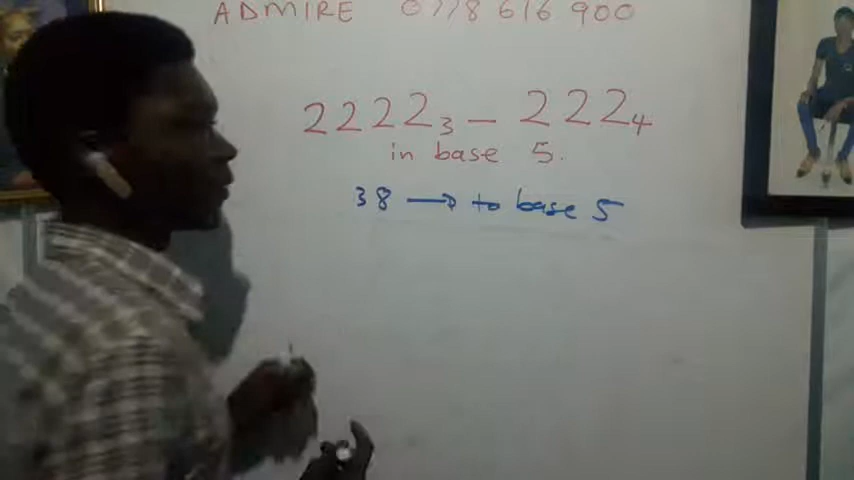 ADMIRE 0778 616 900
2222₃ – 222₄
in base 5.
38 → to base 5